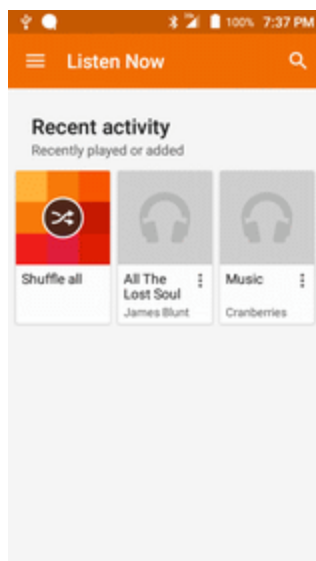 100% 7:37 PM
Listen Now
Recent activity
Recently played or added
Shuffle all
All The
Lost Soul
James Blunt
Music
Cranberries